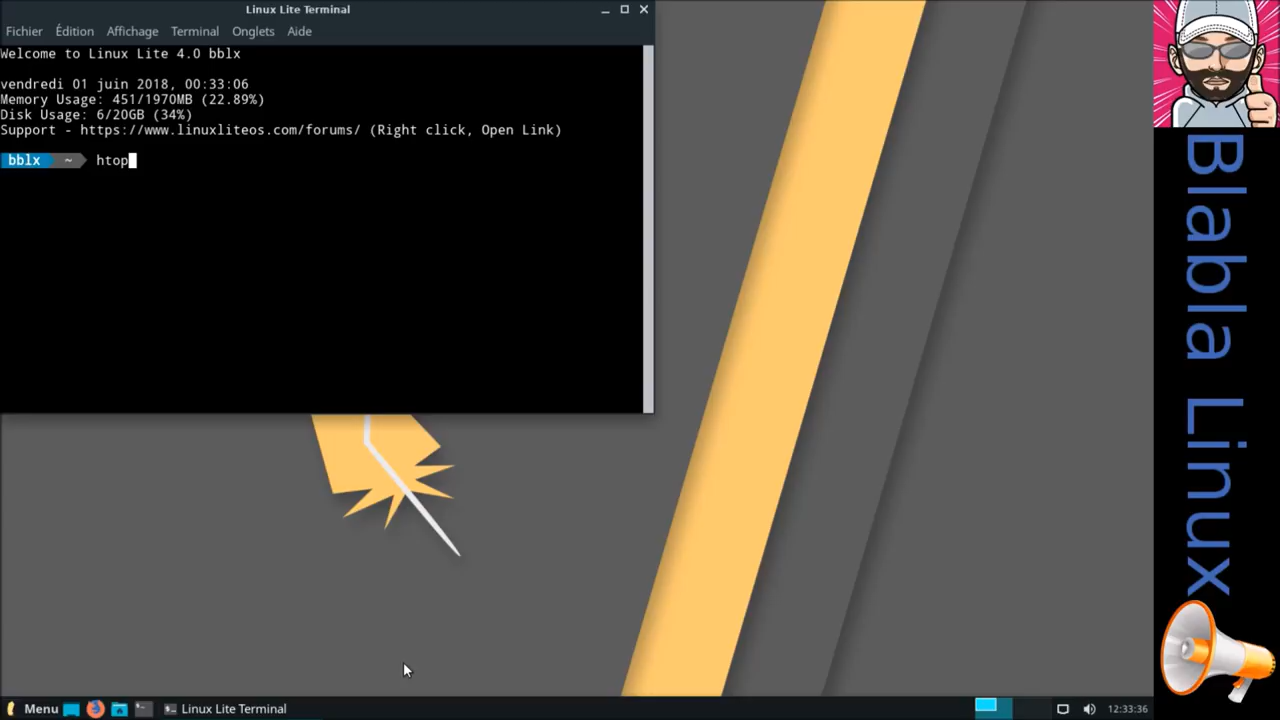 Linux Lite Terminal
Fichier Édition Affichage Terminal Onglets Aide
Welcome to Linux Lite 4.0 bblx
vendredi 01 juin 2018, 00:33:06
Memory Usage: 451/1970MB (22.89%)
Disk Usage: 6/20GB (34%)
Support - https://www.linuxliteos.com/forums/ (Right click, Open Link)
bblx ~ htop
Blabla Linux
Menu Linux Lite Terminal 12:33:36